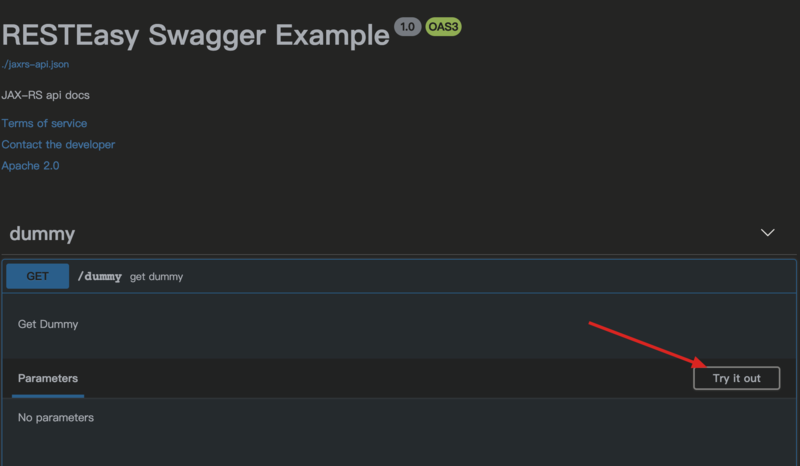 RESTEasy Swagger Example 1.0 OAS3
./jaxrs-api.json
JAX-RS api docs
Terms of service
Contact the developer
Apache 2.0
dummy
GET /dummy get dummy
Get Dummy
Parameters Try it out
No parameters